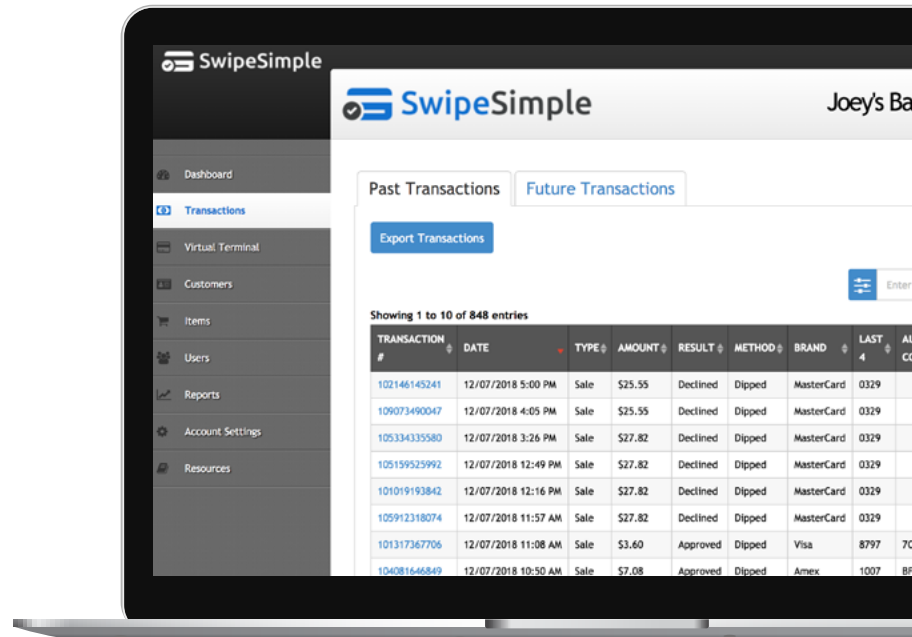 SwipeSimple
SwipeSimple
Joey's Ba
Dashboard
Transactions
Virtual Terminal
Customers
Items
Users
Reports
Account Settings
Resources
Past Transactions Future Transactions
Export Transactions
Enter
Showing 1 to 10 of 848 entries
TRANSACTION # DATE TYPE AMOUNT RESULT METHOD BRAND LAST 4 AU CO
102146145241 12/07/2018 5:00 PM Sale $25.55 Declined Dipped MasterCard 0329
109073490047 12/07/2018 4:05 PM Sale $25.55 Declined Dipped MasterCard 0329
105334335580 12/07/2018 3:26 PM Sale $27.82 Declined Dipped MasterCard 0329
105159525992 12/07/2018 12:49 PM Sale $27.82 Declined Dipped MasterCard 0329
101019193842 12/07/2018 12:16 PM Sale $27.82 Declined Dipped MasterCard 0329
105912318074 12/07/2018 11:57 AM Sale $27.82 Declined Dipped MasterCard 0329
101317367706 12/07/2018 11:08 AM Sale $3.60 Approved Dipped Visa 8797 70
104081646849 12/07/2018 10:50 AM Sale $7.08 Approved Dipped Amex 1007